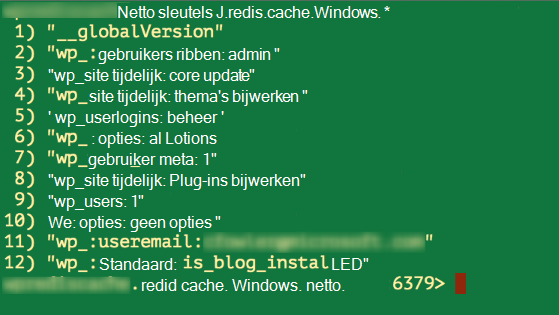 Netto sleutels J.redis.cache.Windows. *
1) "__globalVersion"
2) "wp_:gebruikers ribben: admin "
3) "wp_site tijdelijk: core update"
4) "wp_site tijdelijk: thema's bijwerken "
5) ' wp_userlogins: beheer '
6) "wp_ : opties: al Lotions
7) "wp_gebruiker meta: 1"
8) "wp_site tijdelijk: Plug-ins bijwerken"
9) "wp_users: 1"
10) We: opties: geen opties "
11) "wp_:useremail: "
12) "wp_:Standaard: is_blog_instal LED"
. redid cache. Windows. netto. 6379>